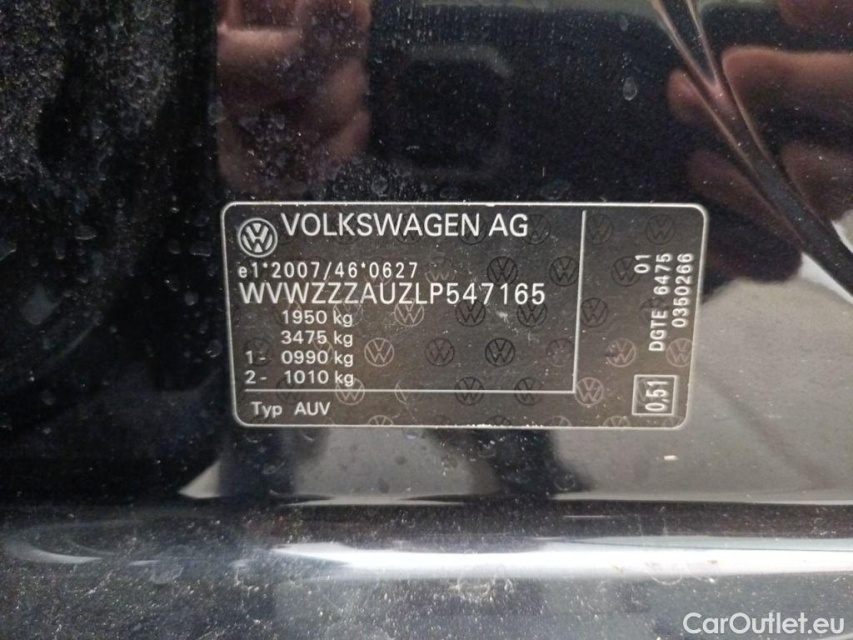 VOLKSWAGEN AG
e1*2007/46*0627
WVWZZZAUZLP547165
1950 kg
3475 kg
1- 0990 kg
2- 1010 kg
Typ AUV
01
DGTE 6475
0350266
0,51
CarOutlet.eu